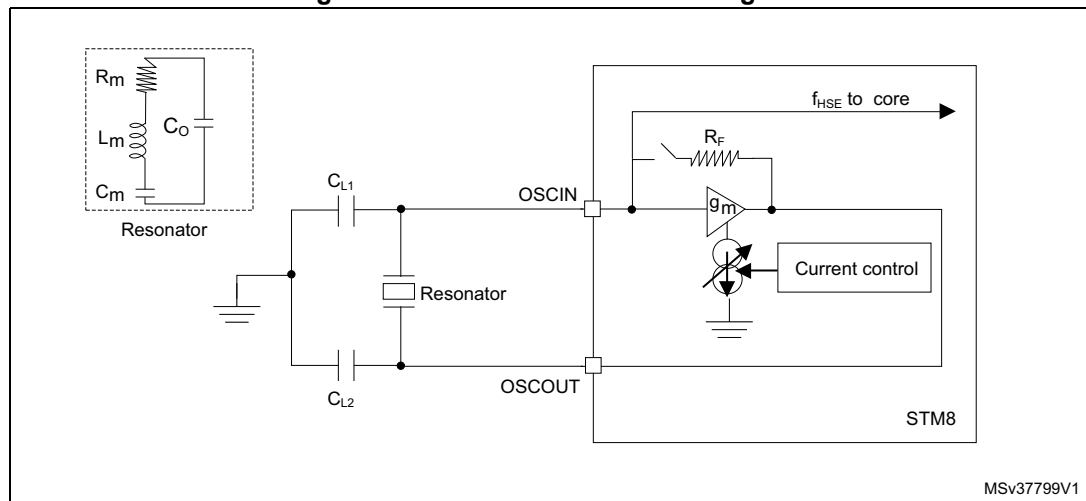 Rm
Lm
CO
Cm
Resonator
CL1
OSCIN
fHSE to core
RF
gm
Resonator
Current control
CL2
OSCOUT
STM8
MSv37799V1